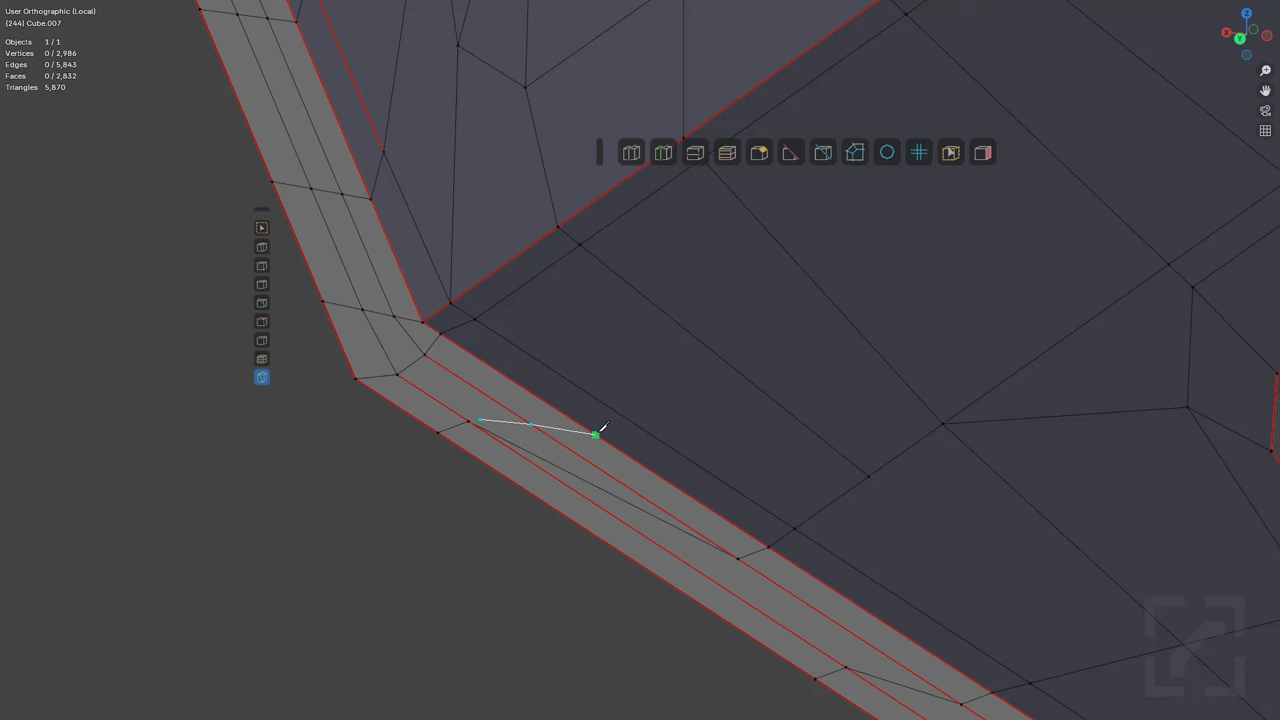 User Orthographic (Local)
(244) Cube.007
Objects 1 / 1
Vertices 0 / 2,986
Edges 0 / 5,843
Faces 0 / 2,832
Triangles 5,870
Z
X
Y